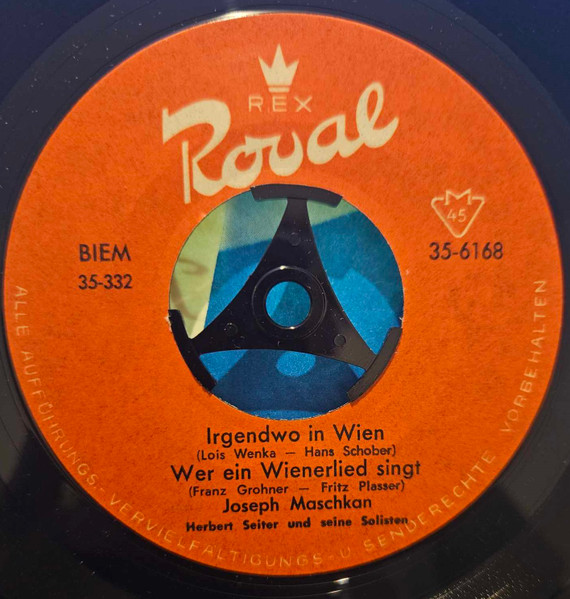 REX
Royal
BIEM
35-332
45
35-6168
Irgendwo in Wien
(Lois Wenka — Hans Schober)
Wer ein Wienerlied singt
(Franz Grohner — Fritz Plasser)
Joseph Maschkan
Herbert Seiter und seine Solisten
ALLE AUFFÜHRUNGS-, VERVIELFÄLTIGUNGS- U. SENDERECHTE VORBEHALTEN